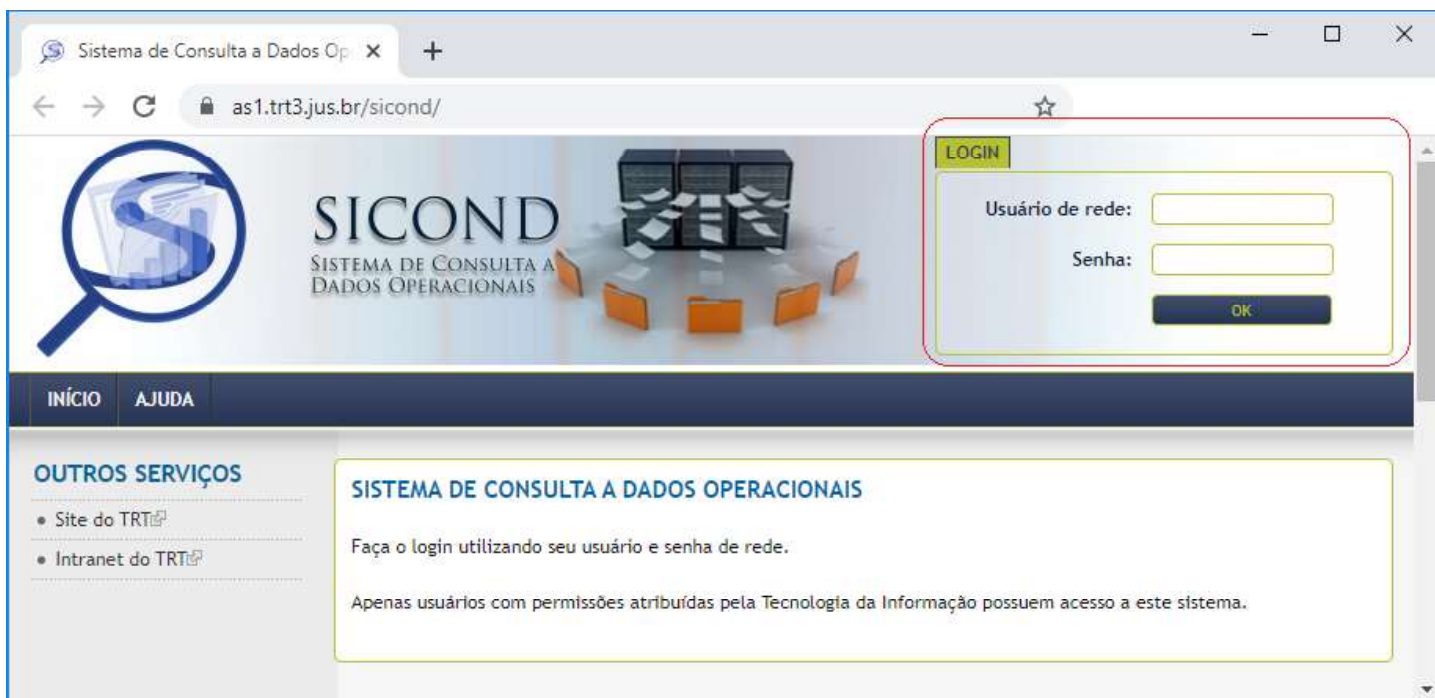 Sistema de Consulta a Dados Op
as1.trt3.jus.br/sicond/
LOGIN
Usuário de rede:
Senha:
OK
SICOND
SISTEMA DE CONSULTA A
DADOS OPERACIONAIS
INÍCIO AJUDA
OUTROS SERVIÇOS
• Site do TRT
• Intranet do TRT
SISTEMA DE CONSULTA A DADOS OPERACIONAIS
Faça o login utilizando seu usuário e senha de rede.
Apenas usuários com permissões atribuídas pela Tecnologia da Informação possuem acesso a este sistema.